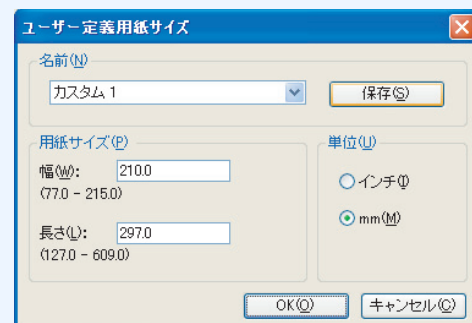 ユーザー定義用紙サイズ
名前(N)
カスタム 1
保存(S)
用紙サイズ(P)
幅(W): 210.0
(77.0 - 215.0)
長さ(L): 297.0
(127.0 - 609.0)
単位(U)
インチ(I)
mm(M)
OK(O)
キャンセル(C)